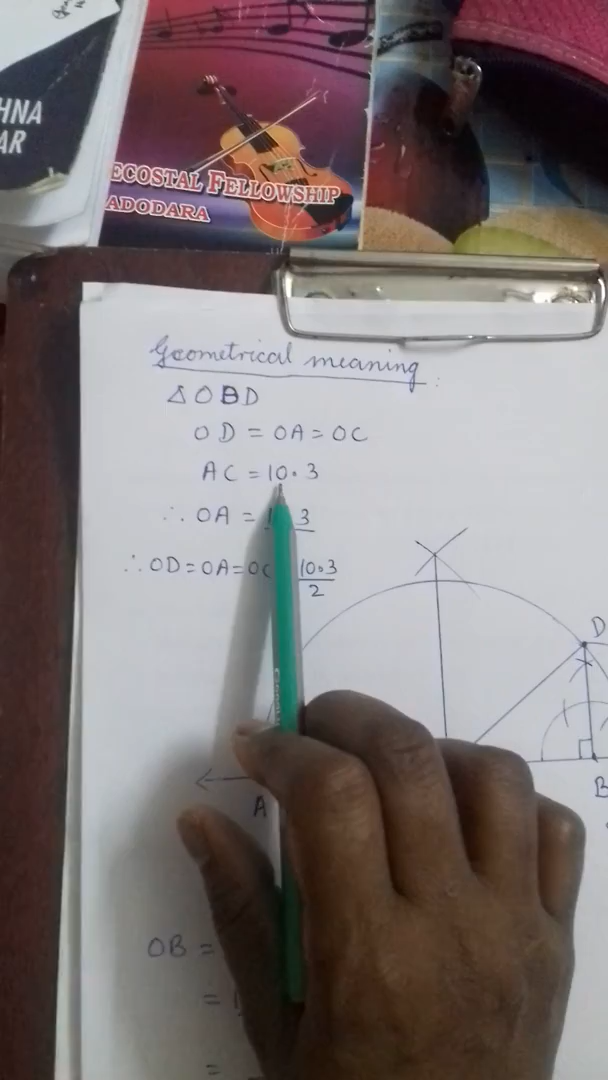 HNA
AR
ECOSTAL FELLOWSHIP
ADODARA
Geometrical meaning :
△ OBD
OD = OA = OC
AC = 10.3
∴ OA = 3
∴ OD = OA = OC 10.3
2
D
A
B
OB =
=
=